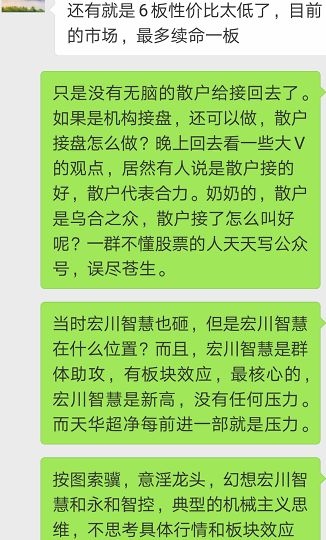 还有就是6板性价比太低了，目前
的市场，最多续命一板
只是没有无脑的散户给接回去了。
如果是机构接盘，还可以做，散户
接盘怎么做？晚上回去看一些大V
的观点，居然有人说是散户接的
好，散户代表合力。奶奶的，散户
是乌合之众，散户接了怎么叫好
呢？一群不懂股票的人天天写公众
号，误尽苍生。
当时宏川智慧也砸，但是宏川智慧
在什么位置？而且，宏川智慧是群
体助攻，有板块效应，最核心的，
宏川智慧是新高，没有任何压力。
而天华超净每前进一部就是压力。
按图索骥，意淫龙头，幻想宏川智
慧和永和智控，典型的机械主义思
维，不思考具体行情和板块效应